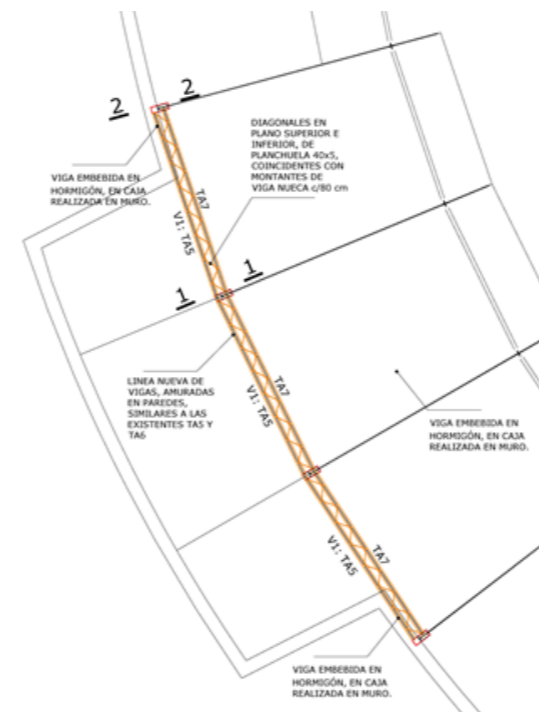 2
2
DIAGONALES EN
PLANO SUPERIOR E
INFERIOR, DE
PLANCHUELA 40x5,
COINCIDENTES CON
MONTANTES DE
VIGA NUECA c/80 cm
VIGA EMBEBIDA EN
HORMIGÓN, EN CAJA
REALIZADA EN MURO.
TA7
V1: TA5
1
1
LINEA NUEVA DE
VIGAS, AMURADAS
EN PAREDES,
SIMILARES A LAS
EXISTENTES TA5 Y
TA6
TA7
V1: TA5
VIGA EMBEBIDA EN
HORMIGÓN, EN CAJA
REALIZADA EN MURO.
TA7
V1: TA5
VIGA EMBEBIDA EN
HORMIGÓN, EN CAJA
REALIZADA EN MURO.